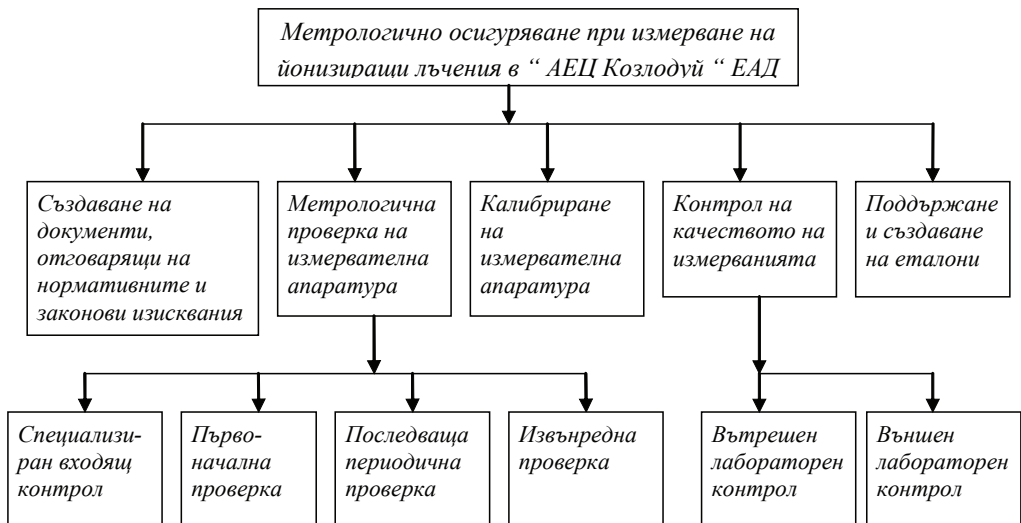 Метрологично осигуряване при измерване на
йонизиращи лъчения в “ АЕЦ Козлодуй “ ЕАД
Създаване на
документи,
отговарящи на
нормативните и
законови изисквания
Метрологична
проверка на
измервателна
апаратура
Калибриране
на
измервателна
апаратура
Контрол на
качеството на
измерванията
Поддържане
и създаване
на еталони
Специализи-
ран входящ
контрол
Първо-
начална
проверка
Последваща
периодична
проверка
Извънредна
проверка
Вътрешен
лабораторен
контрол
Външен
лабораторен
контрол